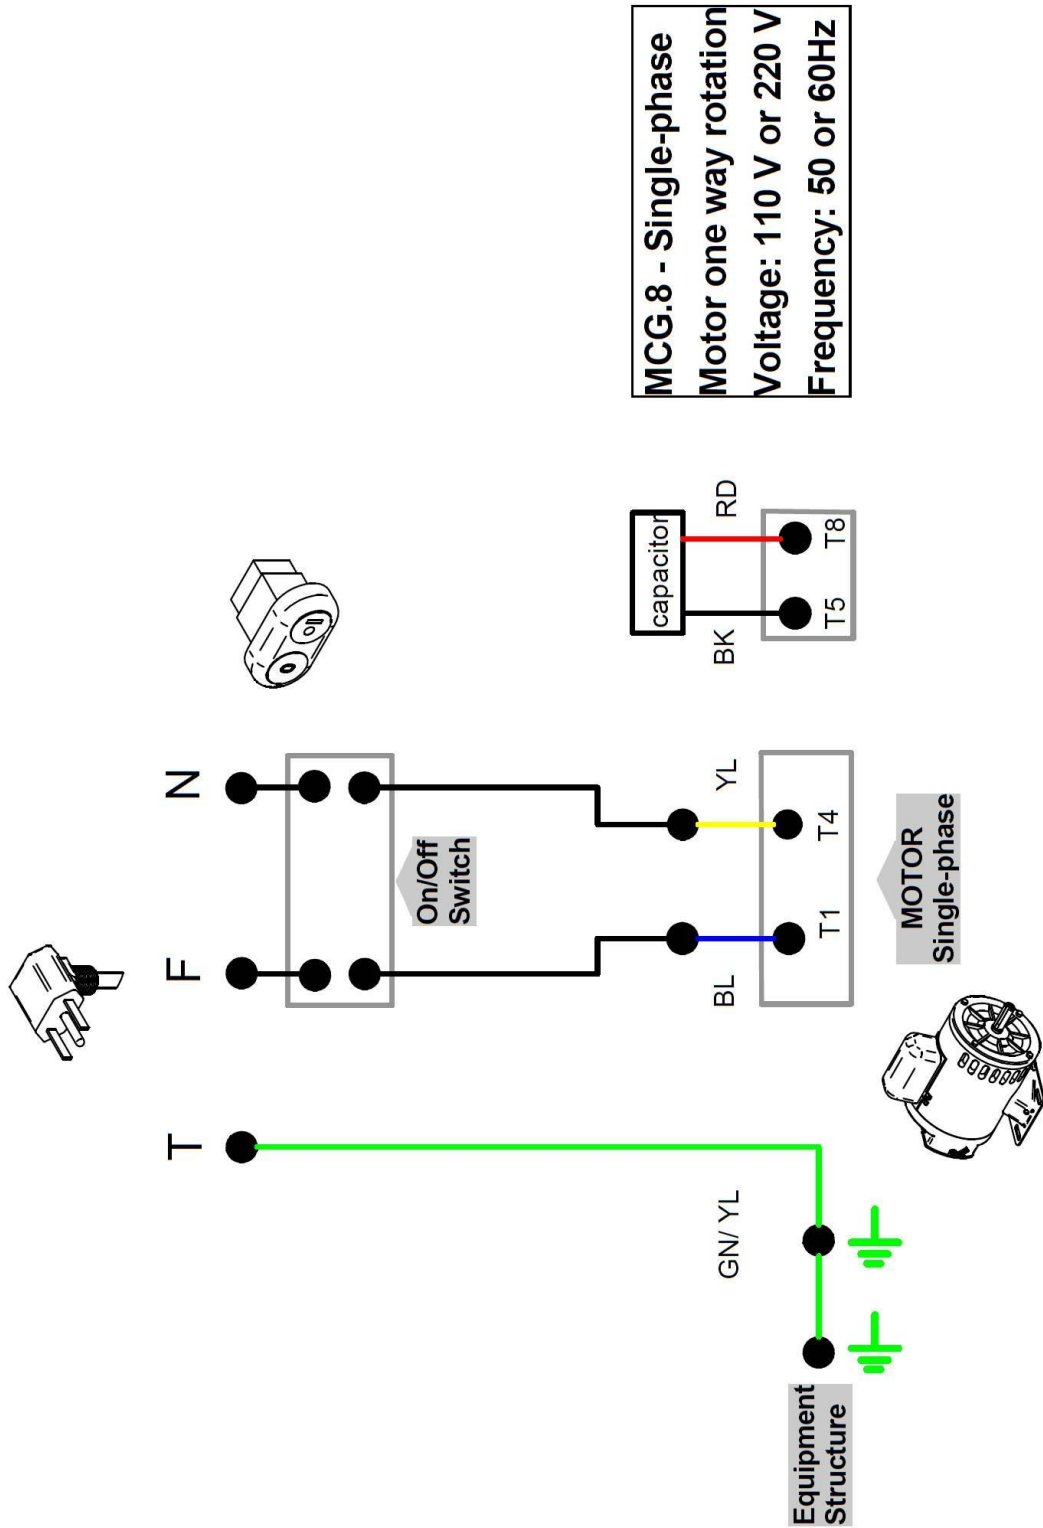 T
F
N
On/Off
Switch
GN/ YL
BL
YL
BK
RD
capacitor
T1
T4
T5
T8
MOTOR
Single-phase
Equipment
Structure
MCG.8 - Single-phase
Motor one way rotation
Voltage: 110 V or 220 V
Frequency: 50 or 60Hz